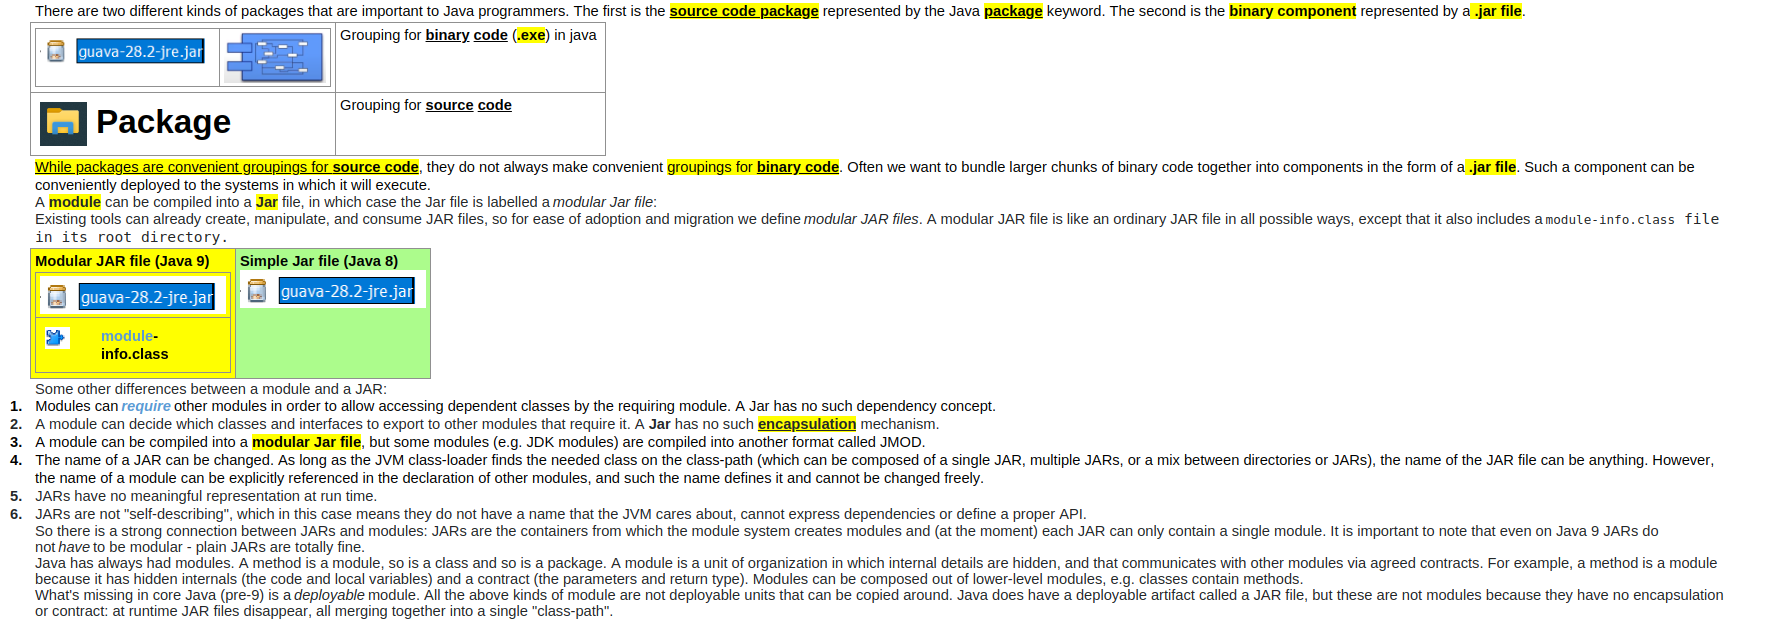 There are two different kinds of packages that are important to Java programmers. The first is the source code package represented by the Java package keyword. The second is the binary component represented by a .jar file.
guava-28.2-jre.jar
Grouping for binary code (.exe) in java
Package
Grouping for source code
While packages are convenient groupings for source code, they do not always make convenient groupings for binary code. Often we want to bundle larger chunks of binary code together into components in the form of a .jar file. Such a component can be
conveniently deployed to the systems in which it will execute.
A module can be compiled into a Jar file, in which case the Jar file is labelled a modular Jar file:
Existing tools can already create, manipulate, and consume JAR files, so for ease of adoption and migration we define modular JAR files. A modular JAR file is like an ordinary JAR file in all possible ways, except that it also includes a module-info.class file
in its root directory.
Modular JAR file (Java 9) Simple Jar file (Java 8)
guava-28.2-jre.jar guava-28.2-jre.jar
module-
info.class
Some other differences between a module and a JAR:
1. Modules can require other modules in order to allow accessing dependent classes by the requiring module. A Jar has no such dependency concept.
2. A module can decide which classes and interfaces to export to other modules that require it. A Jar has no such encapsulation mechanism.
3. A module can be compiled into a modular Jar file, but some modules (e.g. JDK modules) are compiled into another format called JMOD.
4. The name of a JAR can be changed. As long as the JVM class-loader finds the needed class on the class-path (which can be composed of a single JAR, multiple JARs, or a mix between directories or JARs), the name of the JAR file can be anything. However,
the name of a module can be explicitly referenced in the declaration of other modules, and such the name defines it and cannot be changed freely.
5. JARs have no meaningful representation at run time.
6. JARs are not "self-describing", which in this case means they do not have a name that the JVM cares about, cannot express dependencies or define a proper API.
So there is a strong connection between JARs and modules: JARs are the containers from which the module system creates modules and (at the moment) each JAR can only contain a single module. It is important to note that even on Java 9 JARs do
not have to be modular - plain JARs are totally fine.
Java has always had modules. A method is a module, so is a class and so is a package. A module is a unit of organization in which internal details are hidden, and that communicates with other modules via agreed contracts. For example, a method is a module
because it has hidden internals (the code and local variables) and a contract (the parameters and return type). Modules can be composed out of lower-level modules, e.g. classes contain methods.
What's missing in core Java (pre-9) is a deployable module. All the above kinds of module are not deployable units that can be copied around. Java does have a deployable artifact called a JAR file, but these are not modules because they have no encapsulation
or contract: at runtime JAR files disappear, all merging together into a single "class-path".